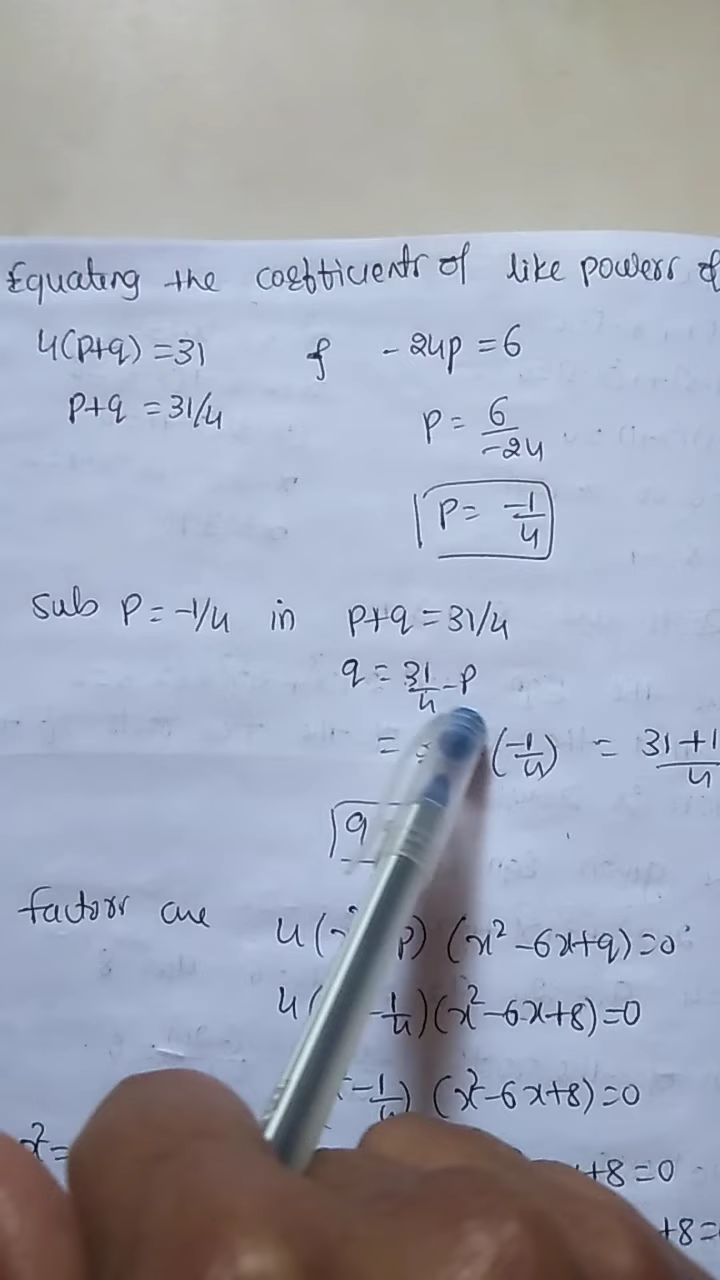 Equating the coefficients of like powers of
4(p+q) = 31 & -24p = 6
p+q = 31/4 p = 6/-24
p = -1/4
Sub p = -1/4 in p+q = 31/4
q = 31/4 - p
= (-1/4) = 31+1/4
q
factors are 4( p) (x² -6x+q) = 0
4( -1/4)(x²-6x+8) = 0
-1/4) (x²-6x+8) = 0
x² = +8 = 0
+8 =